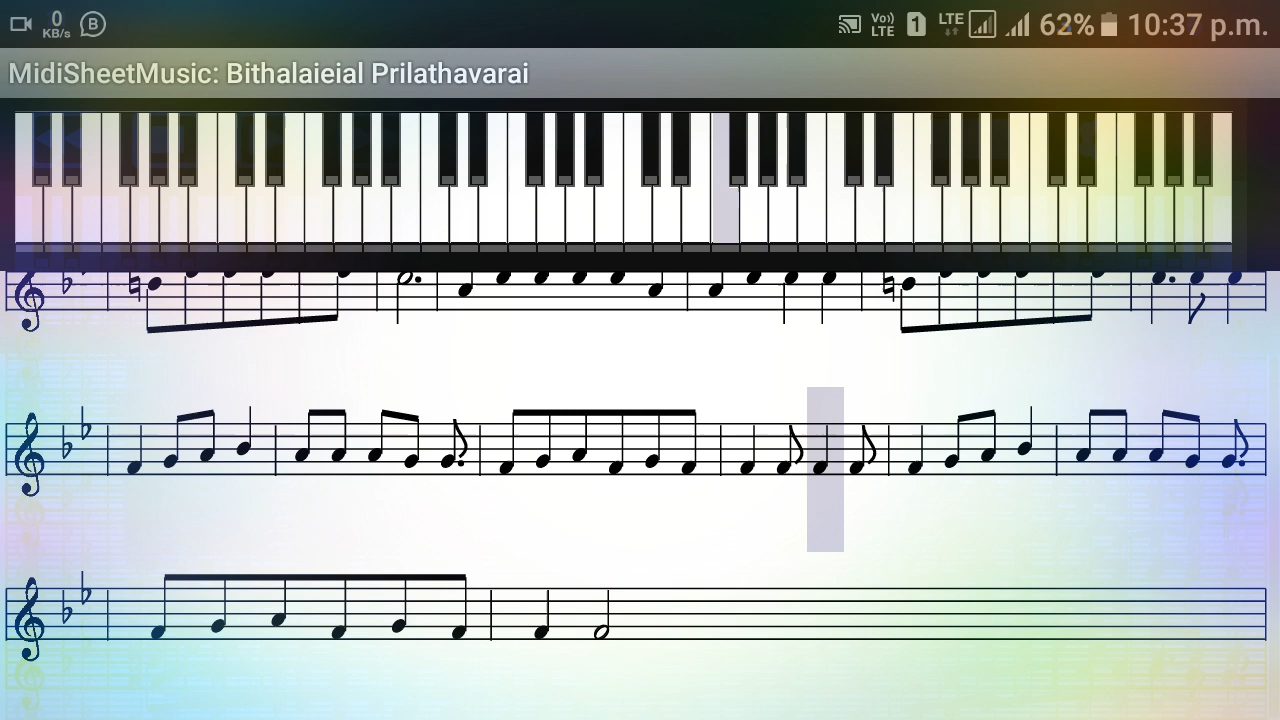 0 KB/s B Vo) LTE 1 LTE 62% 10:37 p.m.
MidiSheetMusic: Bithalaieial Prilathavarai